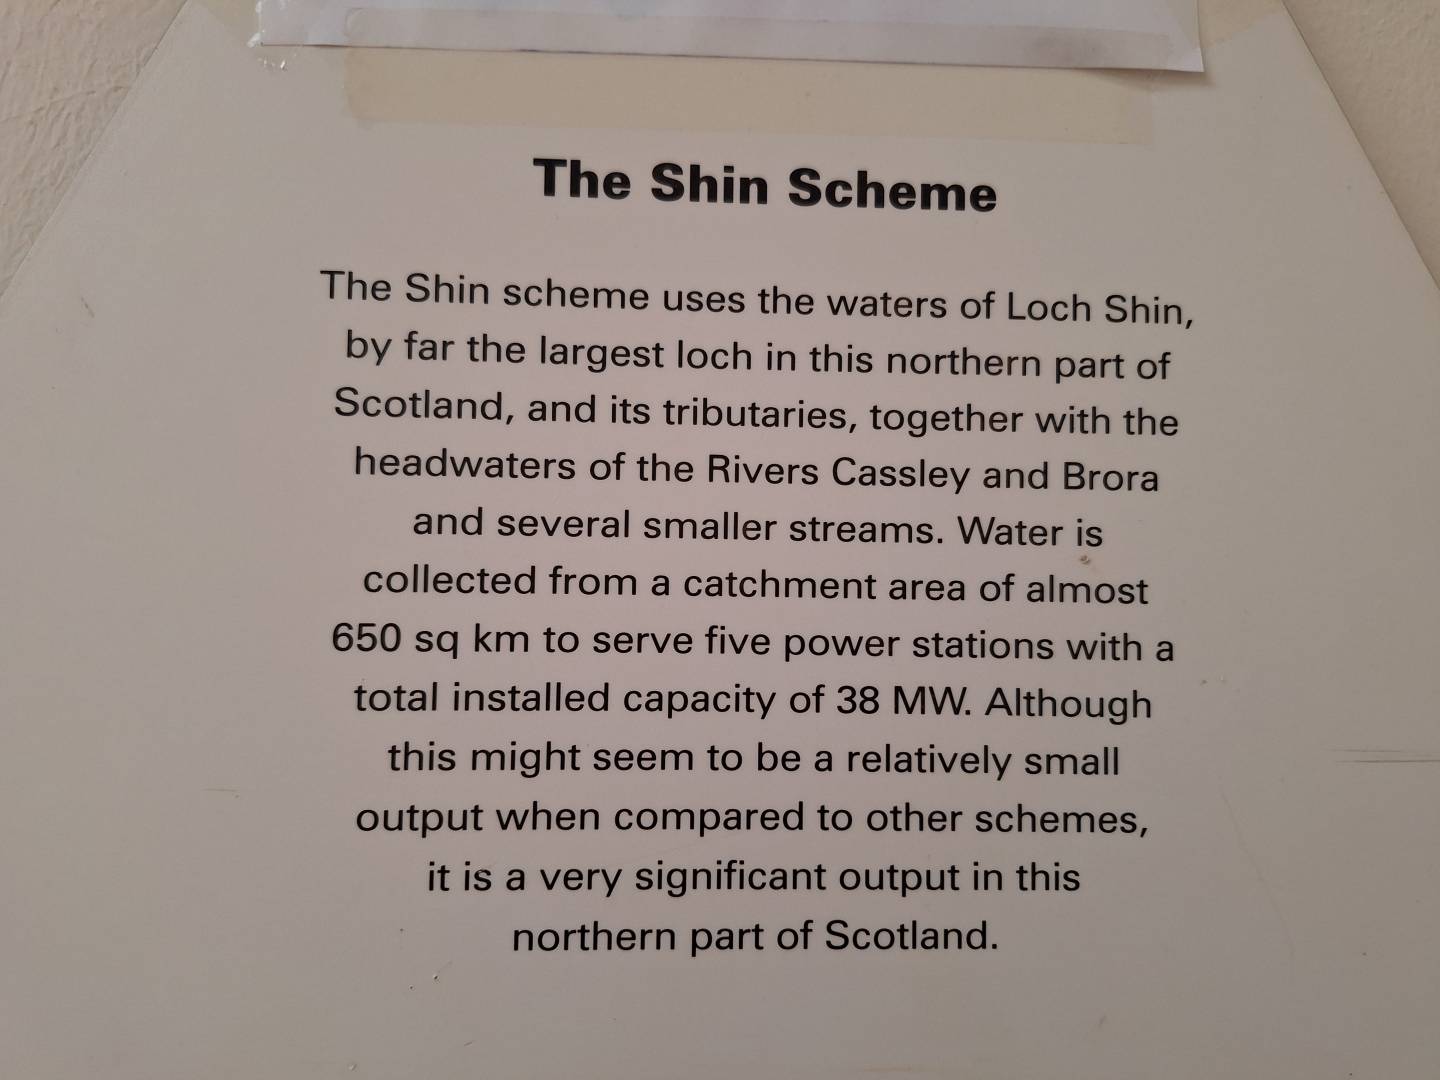 The Shin Scheme
The Shin scheme uses the waters of Loch Shin,
by far the largest loch in this northern part of
Scotland, and its tributaries, together with the
headwaters of the Rivers Cassley and Brora
and several smaller streams. Water is
collected from a catchment area of almost
650 sq km to serve five power stations with a
total installed capacity of 38 MW. Although
this might seem to be a relatively small
output when compared to other schemes,
it is a very significant output in this
northern part of Scotland.